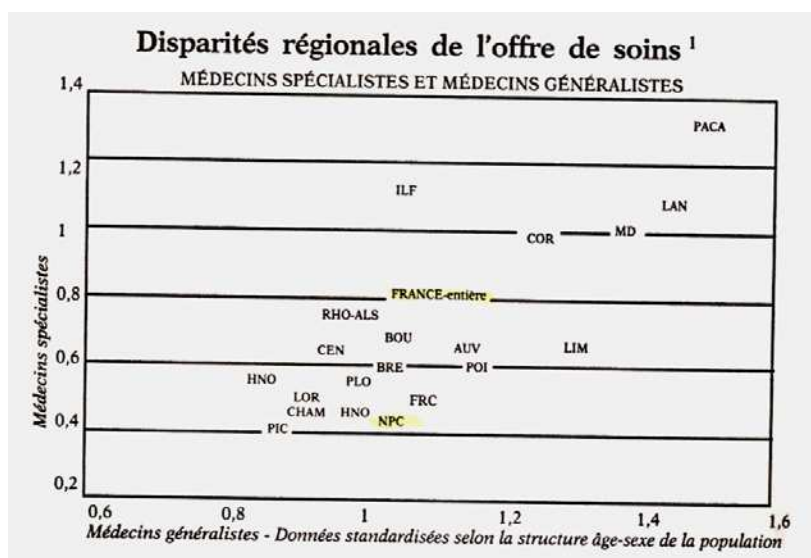 Disparités régionales de l'offre de soins 1
MÉDECINS SPÉCIALISTES ET MÉDECINS GÉNÉRALISTES
1,4
PACA
1,2
ILF
LAN
1
COR
MD
0,8
FRANCE-entière
RHO-ALS
BOU
CEN
AUV
LIM
0,6
BRE
POI
HNO
PLO
LOR
FRC
CHAM
HNO
NPC
0,4
PIC
0,2
Médecins spécialistes
0,6 0,8 1 1,2 1,4 1,6
Médecins généralistes - Données standardisées selon la structure âge-sexe de la population